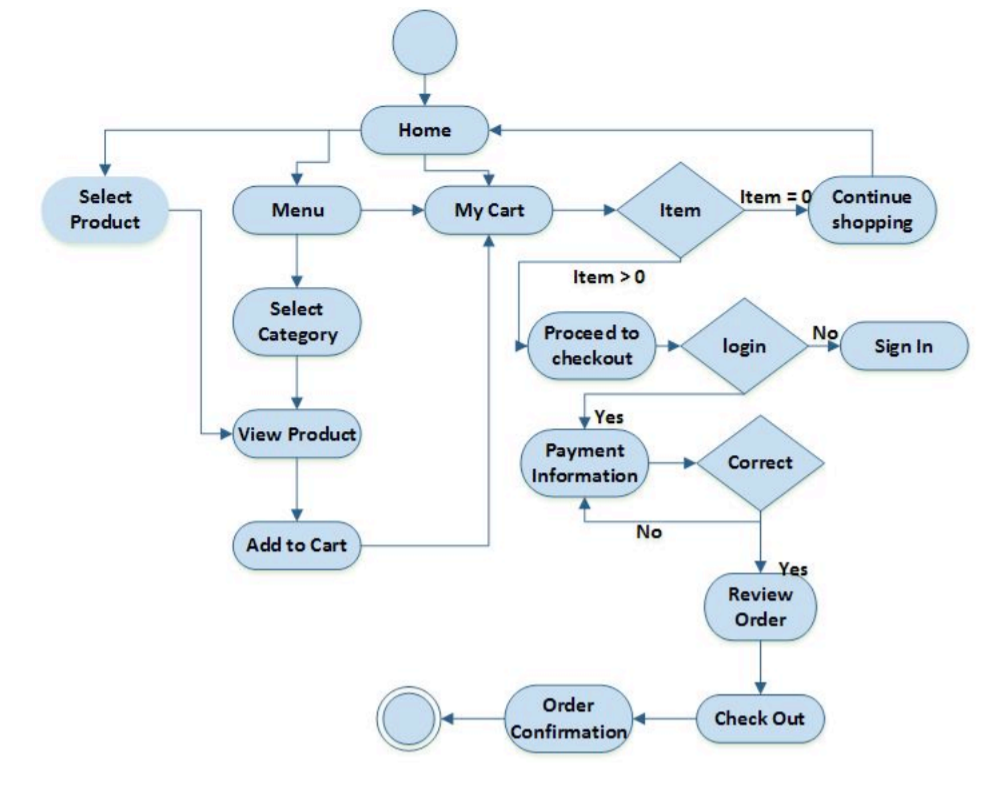 Home
Select
Product
Menu
My Cart
Item
Item = 0
Continue
shopping
Item > 0
Select
Category
Proceed to
checkout
login
No
Sign In
Yes
View Product
Payment
Information
Correct
No
Add to Cart
Yes
Review
Order
Order
Confirmation
Check Out